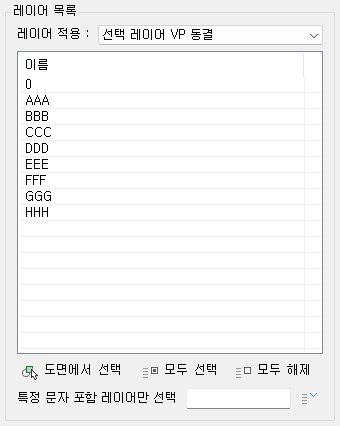 레이어 목록
레이어 적용 : 선택 레이어 VP 동결
이름
0
AAA
BBB
CCC
DDD
EEE
FFF
GGG
HHH
도면에서 선택 모두 선택 모두 해제
특정 문자 포함 레이어만 선택